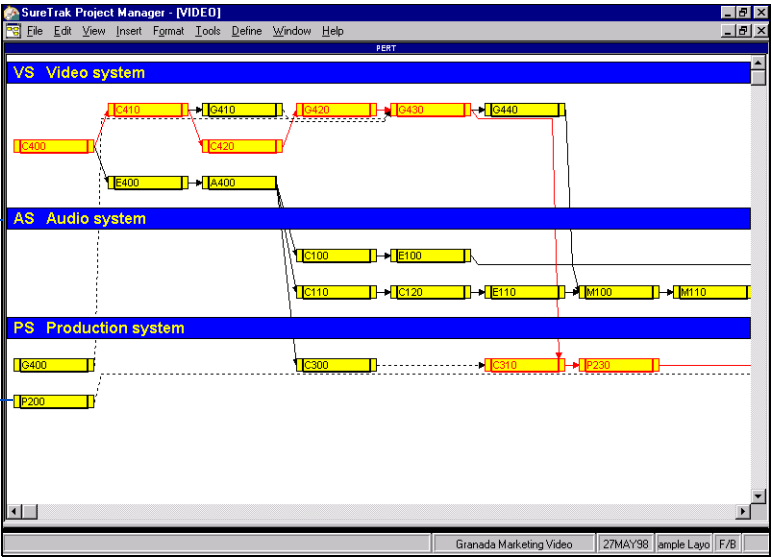 SureTrak Project Manager - [VIDEO]
File Edit View Insert Format Tools Define Window Help
PERT
VS Video system
C410 G410 G420 G430 G440
C400 C420
E400 A400
AS Audio system
C100 E100
C110 C120 E110 M100 M110
PS Production system
G400 C300 C310 P230
P200
Granada Marketing Video 27MAY98 ample Layo F/B